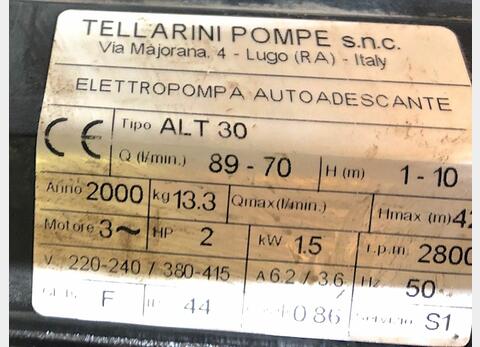 TELLARINI POMPE s.n.c.
Via Majorana, 4 - Lugo (RA) - Italy
ELETTROPOMPA AUTOADESCANTE
CE Tipo ALT 30
Q (l/min.) 89 - 70 H (m) 1 - 10
Anno 2000 kg 13.3 Qmax(l/min.) Hmax (m) 42
Motore 3~ HP 2 kW 1.5 r.p.m. 2800
V. 220-240 / 380-415 A 6.2 / 3.6 Hz 50
F IP 44 0.86 S1